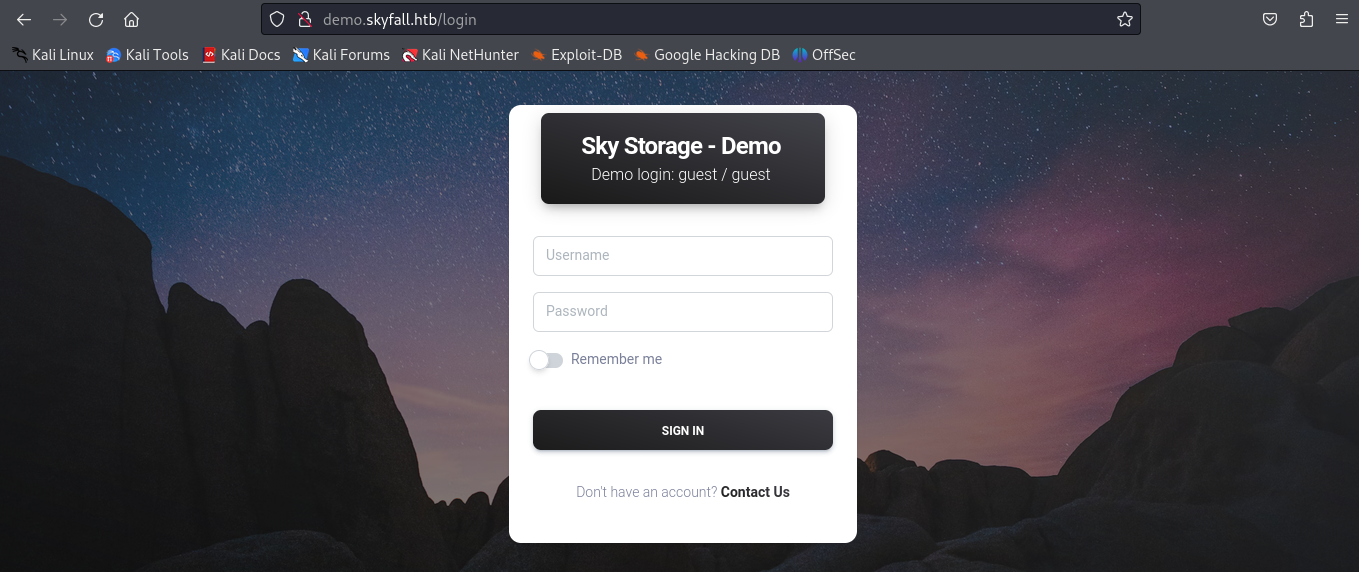 demo.skyfall.htb/login
Kali Linux Kali Tools Kali Docs Kali Forums Kali NetHunter Exploit-DB Google Hacking DB OffSec
Sky Storage - Demo
Demo login: guest / guest
Username
Password
Remember me
SIGN IN
Don't have an account? Contact Us